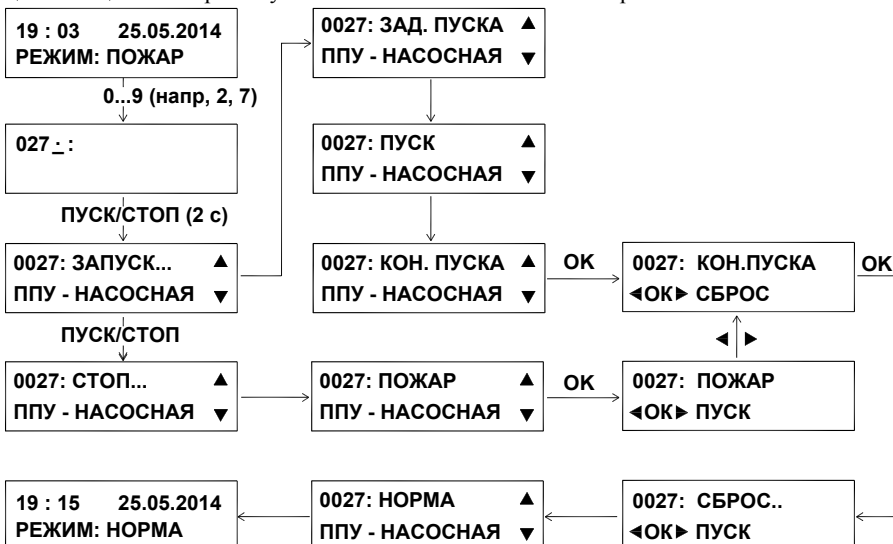 19 : 03 25.05.2014
РЕЖИМ: ПОЖАР
0027: ЗАД. ПУСКА ▲
ППУ - НАСОСНАЯ ▼
0...9 (напр, 2, 7)
027 - :
0027: ПУСК ▲
ППУ - НАСОСНАЯ ▼
ПУСК/СТОП (2 с)
0027: ЗАПУСК... ▲
ППУ - НАСОСНАЯ ▼
0027: КОН. ПУСКА ▲
ППУ - НАСОСНАЯ ▼
OK
0027: КОН.ПУСКА
◄ОК► СБРОС
OK
ПУСК/СТОП
◄ ►
0027: СТОП... ▲
ППУ - НАСОСНАЯ ▼
0027: ПОЖАР ▲
ППУ - НАСОСНАЯ ▼
OK
0027: ПОЖАР
◄ОК► ПУСК
19 : 15 25.05.2014
РЕЖИМ: НОРМА
0027: НОРМА ▲
ППУ - НАСОСНАЯ ▼
0027: СБРОС..
◄ОК► ПУСК